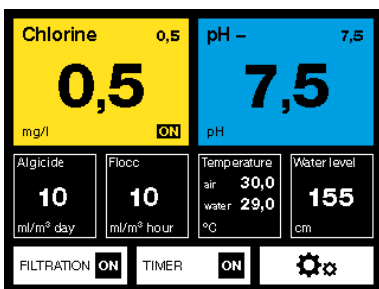 Chlorine 0,5
0,5
mg/l ON
pH – 7,5
7,5
pH
Algicide
10
ml/m³ day
Flocc
10
ml/m³ hour
Temperature
air 30,0
water 29,0
ºC
Water level
155
cm
FILTRATION ON
TIMER ON